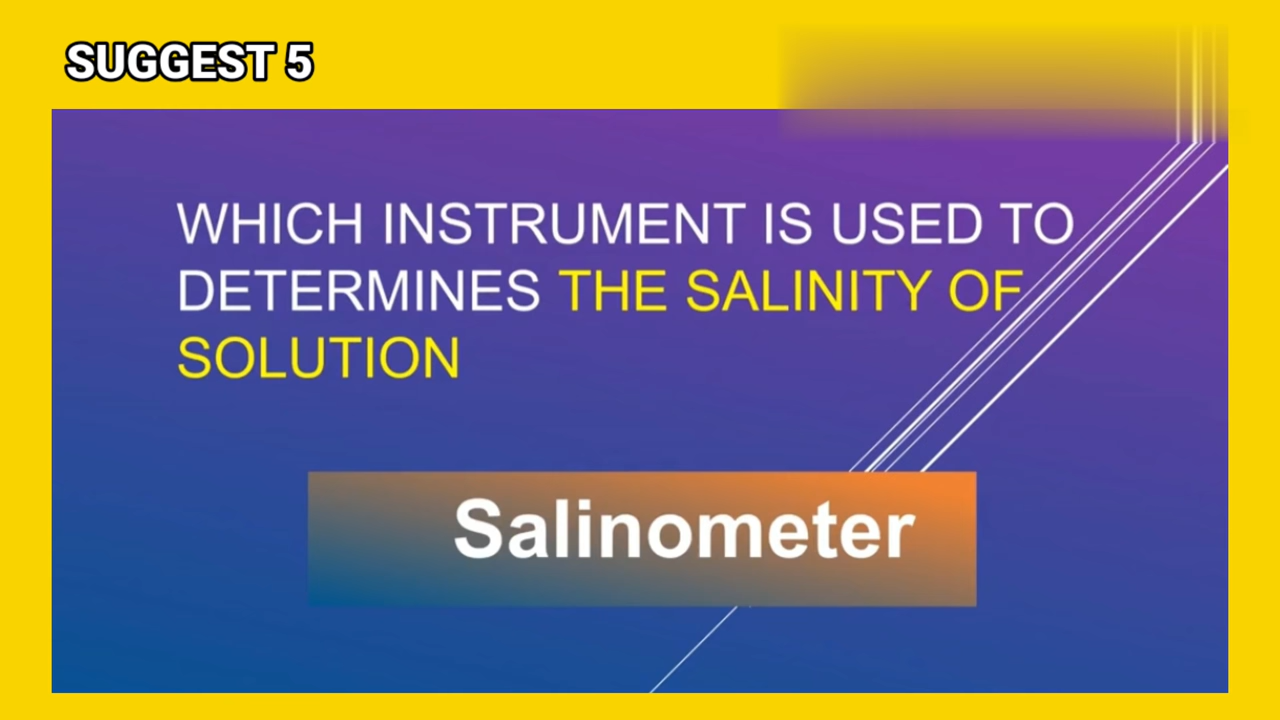 SUGGEST 5
WHICH INSTRUMENT IS USED TO
DETERMINES THE SALINITY OF
SOLUTION
Salinometer